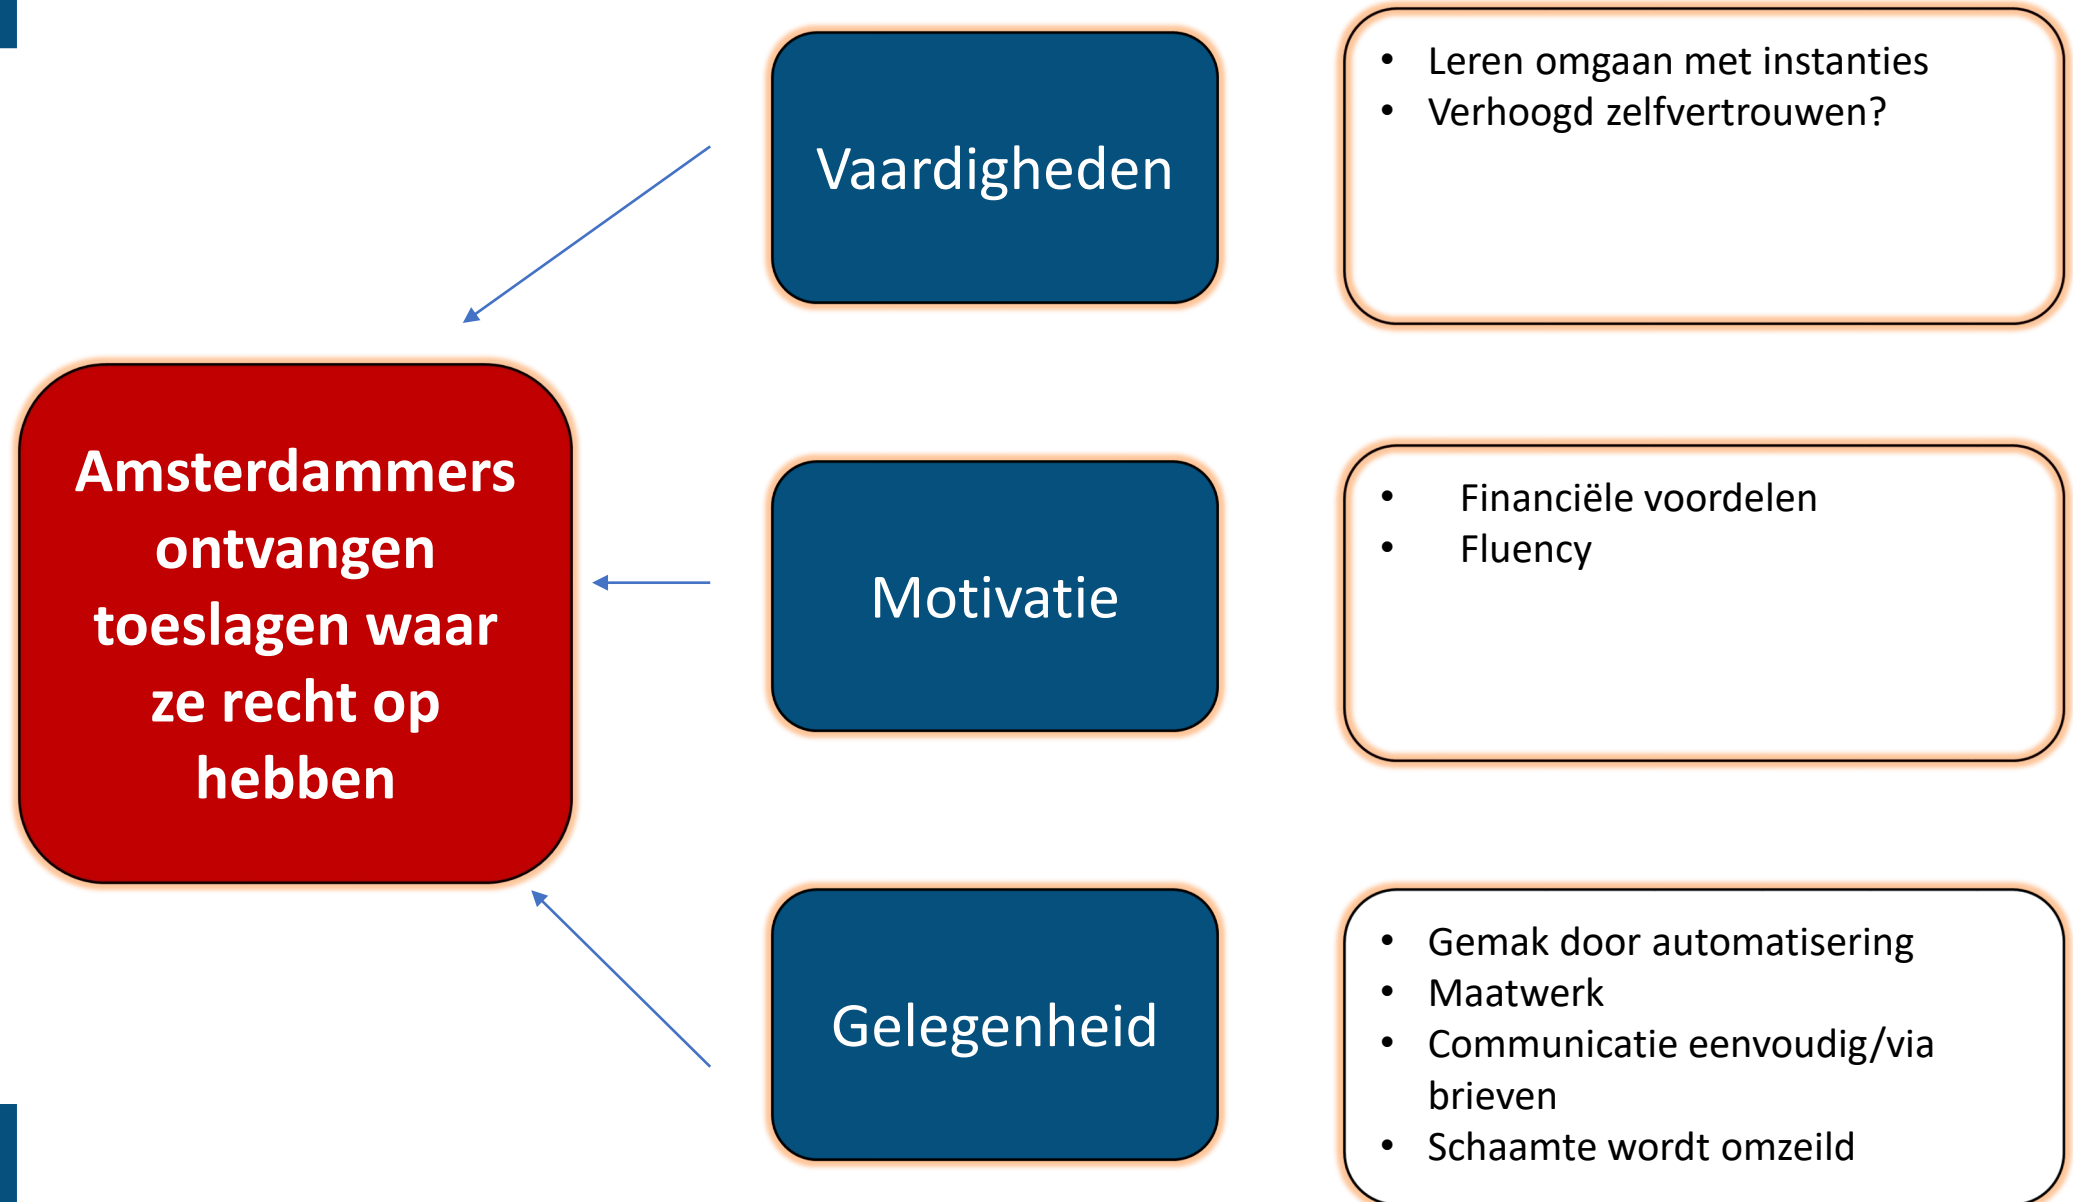 Vaardigheden
• Leren omgaan met instanties
• Verhoogd zelfvertrouwen?
Amsterdammers
ontvangen
toeslagen waar
ze recht op
hebben
Motivatie
• Financiële voordelen
• Fluency
Gelegenheid
• Gemak door automatisering
• Maatwerk
• Communicatie eenvoudig/via
brieven
• Schaamte wordt omzeild